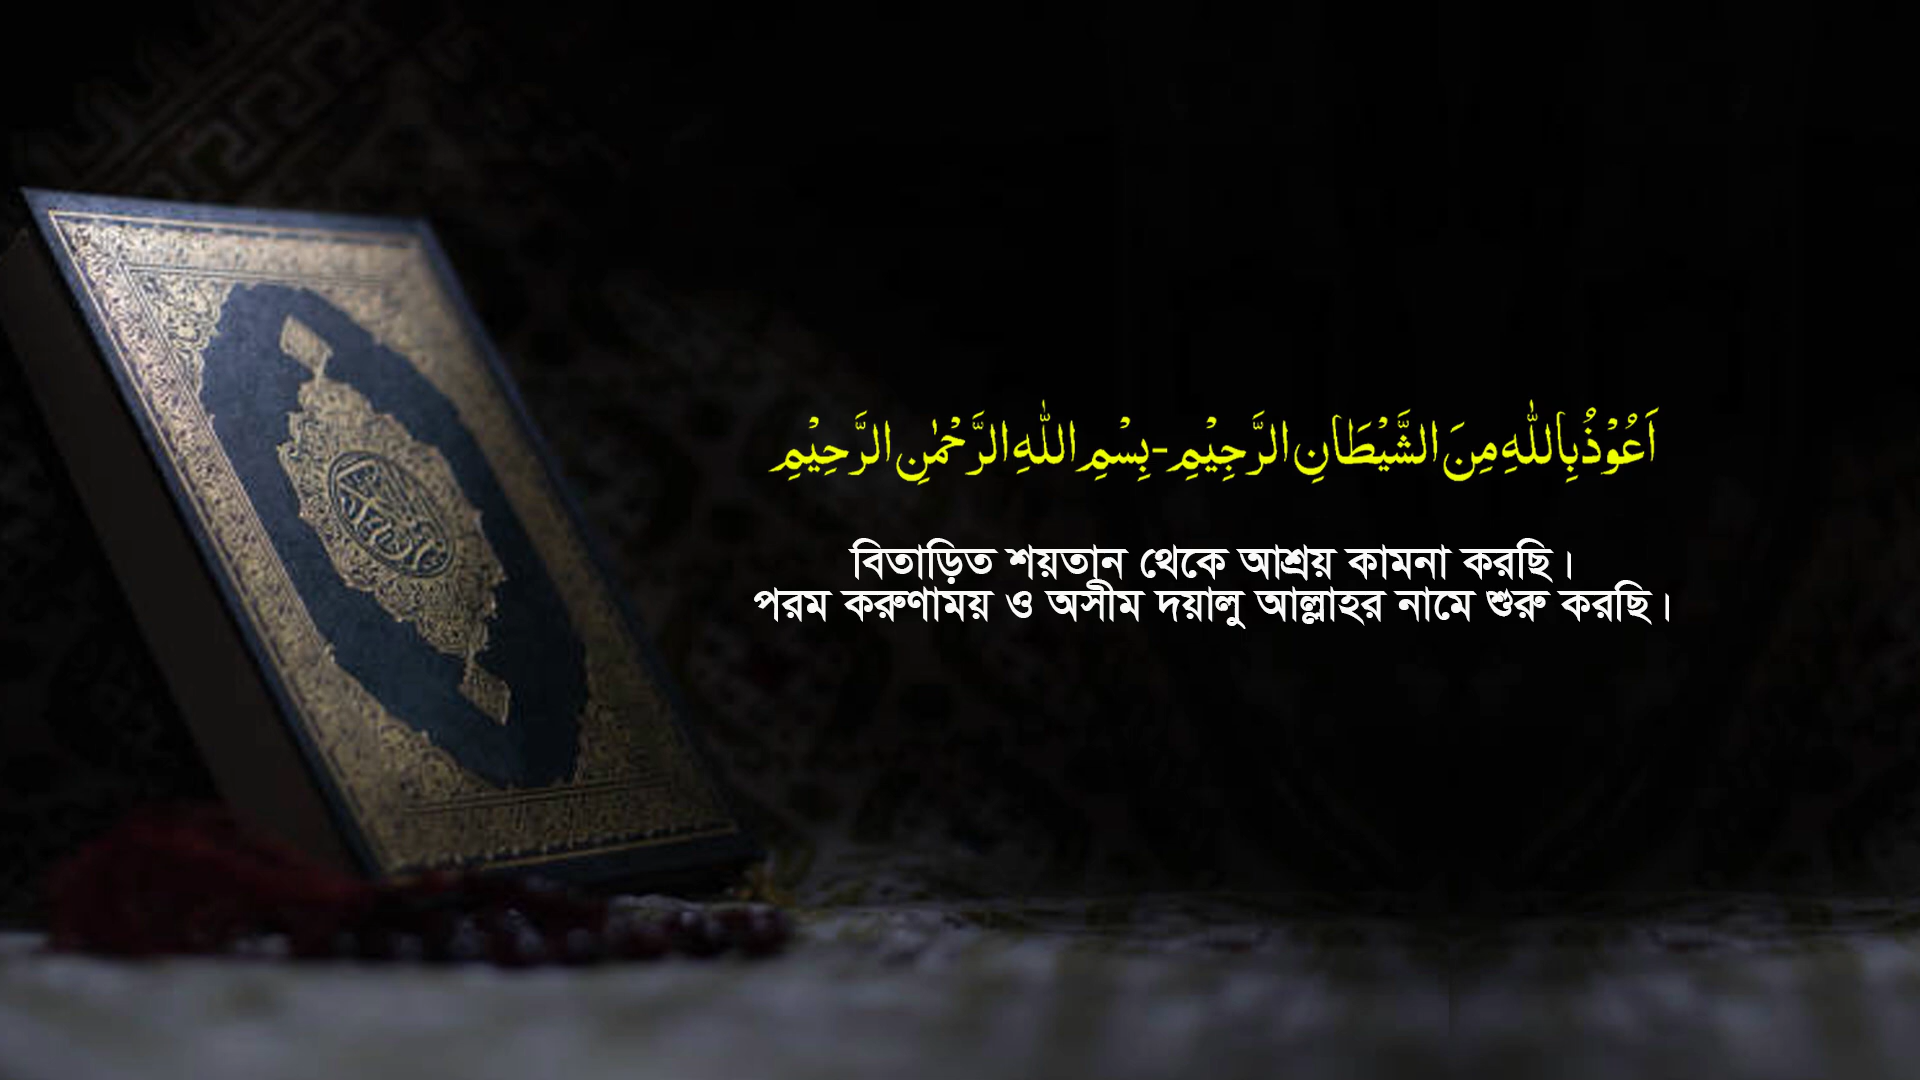 اَعُوْذُ بِاَللّٰهِ مِنَ الشَّيْطَانِ الرَّجِيْمِ-بِسْمِ اللّٰهِ الرَّحْمٰنِ الرَّحِيْمِ
বিতাড়িত শয়তান থেকে আশ্রয় কামনা করছি।
পরম করুণাময় ও অসীম দয়ালু আল্লাহর নামে শুরু করছি।